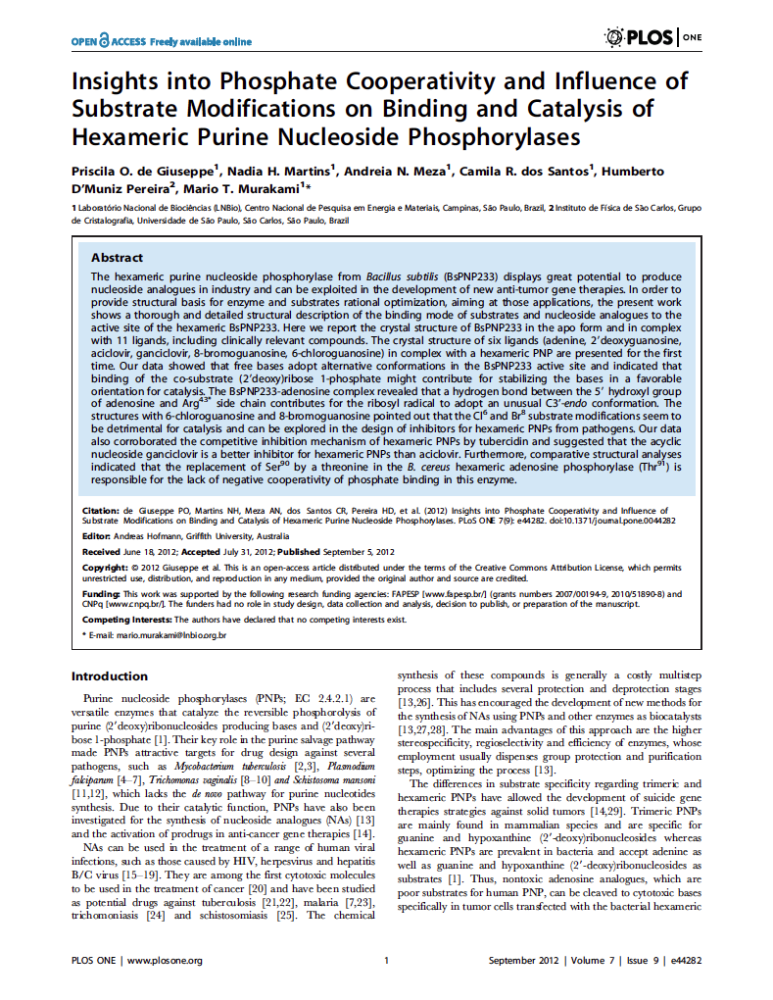 OPEN ACCESS Freely available online
PLOS ONE
Insights into Phosphate Cooperativity and Influence of
Substrate Modifications on Binding and Catalysis of
Hexameric Purine Nucleoside Phosphorylases
Priscila O. de Giuseppe1, Nadia H. Martins1, Andreia N. Meza1, Camila R. dos Santos1, Humberto
D'Muniz Pereira2, Mario T. Murakami1*
1 Laboratório Nacional de Biociências (LNBio), Centro Nacional de Pesquisa em Energia e Materiais, Campinas, São Paulo, Brazil, 2 Instituto de Física de São Carlos, Grupo
de Cristalografia, Universidade de São Paulo, São Carlos, São Paulo, Brazil
Abstract
The hexameric purine nucleoside phosphorylase from Bacillus subtilis (BsPNP233) displays great potential to produce
nucleoside analogues in industry and can be exploited in the development of new anti-tumor gene therapies. In order to
provide structural basis for enzyme and substrates rational optimization, aiming at those applications, the present work
shows a thorough and detailed structural description of the binding mode of substrates and nucleoside analogues to the
active site of the hexameric BsPNP233. Here we report the crystal structure of BsPNP233 in the apo form and in complex
with 11 ligands, including clinically relevant compounds. The crystal structure of six ligands (adenine, 2'deoxyguanosine,
aciclovir, ganciclovir, 8-bromoguanosine, 6-chloroguanosine) in complex with a hexameric PNP are presented for the first
time. Our data showed that free bases adopt alternative conformations in the BsPNP233 active site and indicated that
binding of the co-substrate (2'deoxy)ribose 1-phosphate might contribute for stabilizing the bases in a favorable
orientation for catalysis. The BsPNP233-adenosine complex revealed that a hydrogen bond between the 5' hydroxyl group
of adenosine and Arg43* side chain contributes for the ribosyl radical to adopt an unusual C3'-endo conformation. The
structures with 6-chloroguanosine and 8-bromoguanosine pointed out that the Cl6 and Br8 substrate modifications seem to
be detrimental for catalysis and can be explored in the design of inhibitors for hexameric PNPs from pathogens. Our data
also corroborated the competitive inhibition mechanism of hexameric PNPs by tubercidin and suggested that the acyclic
nucleoside ganciclovir is a better inhibitor for hexameric PNPs than aciclovir. Furthermore, comparative structural analyses
indicated that the replacement of Ser90 by a threonine in the B. cereus hexameric adenosine phosphorylase (Thr91) is
responsible for the lack of negative cooperativity of phosphate binding in this enzyme.
Citation: de Giuseppe PO, Martins NH, Meza AN, dos Santos CR, Pereira HD, et al. (2012) Insights into Phosphate Cooperativity and Influence of
Substrate Modifications on Binding and Catalysis of Hexameric Purine Nucleoside Phosphorylases. PLoS ONE 7(9): e44282. doi:10.1371/journal.pone.0044282
Editor: Andreas Hofmann, Griffith University, Australia
Received June 18, 2012; Accepted July 31, 2012; Published September 5, 2012
Copyright: © 2012 Giuseppe et al. This is an open-access article distributed under the terms of the Creative Commons Attribution License, which permits
unrestricted use, distribution, and reproduction in any medium, provided the original author and source are credited.
Funding: This work was supported by the following research funding agencies: FAPESP [www.fapesp.br/] (grants numbers 2007/00194-9, 2010/51890-8) and
CNPq [www.cnpq.br/]. The funders had no role in study design, data collection and analysis, decision to publish, or preparation of the manuscript.
Competing Interests: The authors have declared that no competing interests exist.
* E-mail: mario.murakami@lnbio.org.br
Introduction
Purine nucleoside phosphorylases (PNPs; EC 2.4.2.1) are
versatile enzymes that catalyze the reversible phosphorolysis of
purine (2'deoxy)ribonucleosides producing bases and (2'deoxy)ri-
bose 1-phosphate [1]. Their key role in the purine salvage pathway
made PNPs attractive targets for drug design against several
pathogens, such as Mycobacterium tuberculosis [2,3], Plasmodium
falciparum [4–7], Trichomonas vaginalis [8–10] and Schistosoma mansoni
[11,12], which lacks the de novo pathway for purine nucleotides
synthesis. Due to their catalytic function, PNPs have also been
investigated for the synthesis of nucleoside analogues (NAs) [13]
and the activation of prodrugs in anti-cancer gene therapies [14].
NAs can be used in the treatment of a range of human viral
infections, such as those caused by HIV, herpesvirus and hepatitis
B/C virus [15–19]. They are among the first cytotoxic molecules
to be used in the treatment of cancer [20] and have been studied
as potential drugs against tuberculosis [21,22], malaria [7,23],
trichomoniasis [24] and schistosomiasis [25]. The chemical
synthesis of these compounds is generally a costly multistep
process that includes several protection and deprotection stages
[13,26]. This has encouraged the development of new methods for
the synthesis of NAs using PNPs and other enzymes as biocatalysts
[13,27,28]. The main advantages of this approach are the higher
stereospecificity, regioselectivity and efficiency of enzymes, whose
employment usually dispenses group protection and purification
steps, optimizing the process [13].
The differences in substrate specificity regarding trimeric and
hexameric PNPs have allowed the development of suicide gene
therapies strategies against solid tumors [14,29]. Trimeric PNPs
are mainly found in mammalian species and are specific for
guanine and hypoxanthine (2'-deoxy)ribonucleosides whereas
hexameric PNPs are prevalent in bacteria and accept adenine as
well as guanine and hypoxanthine (2'-deoxy)ribonucleosides as
substrates [1]. Thus, nontoxic adenosine analogues, which are
poor substrates for human PNP, can be cleaved to cytotoxic bases
specifically in tumor cells transfected with the bacterial hexameric
PLOS ONE | www.plosone.org
1
September 2012 | Volume 7 | Issue 9 | e44282